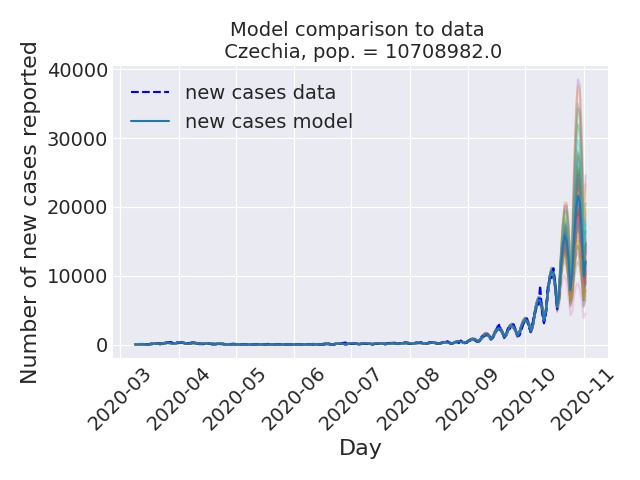 Model comparison to data
Czechia, pop. = 10708982.0
Number of new cases reported
40000
30000
20000
10000
0
new cases data
new cases model
2020-03
2020-04
2020-05
2020-06
2020-07
2020-08
2020-09
2020-10
2020-11
Day